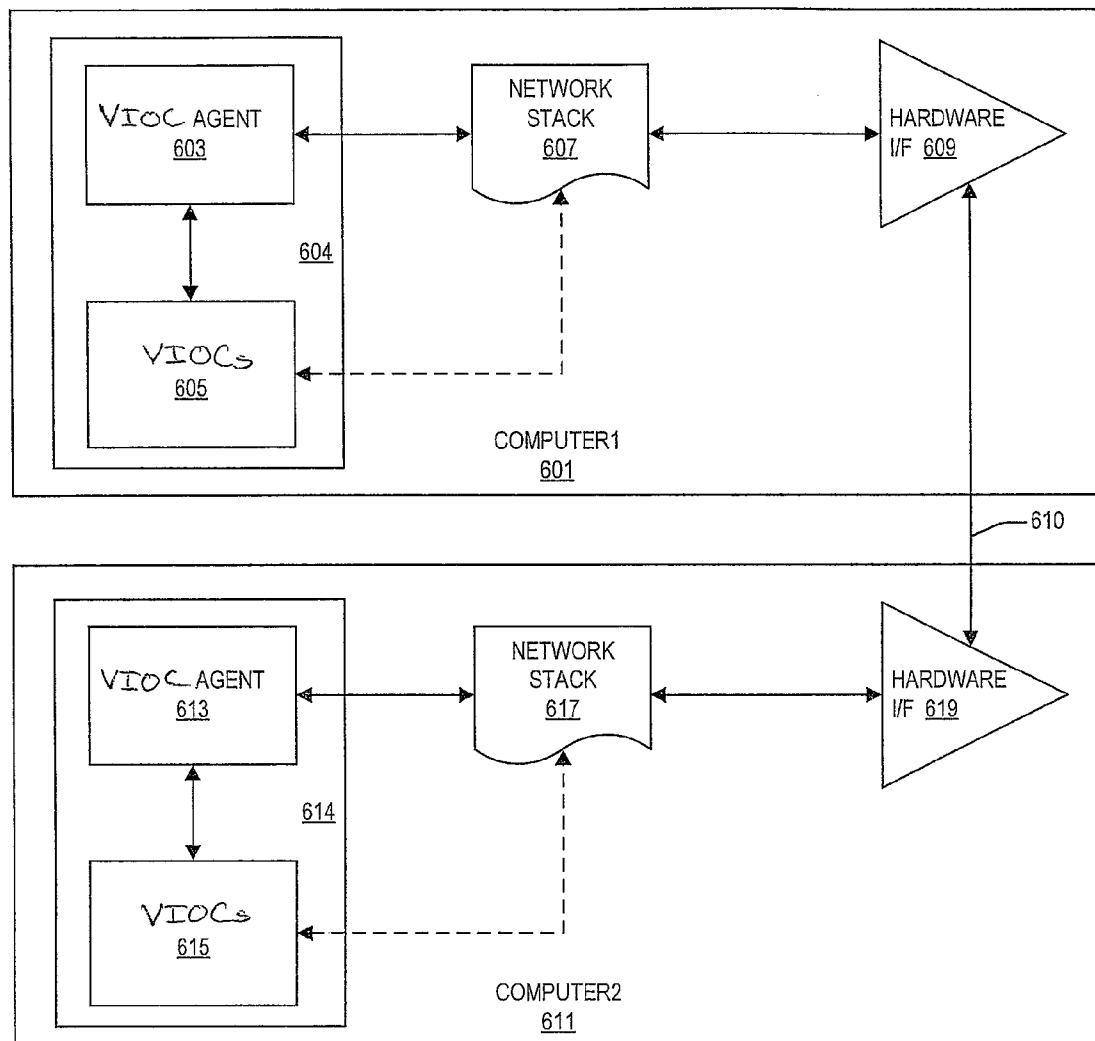 VIOC AGENT
603
NETWORK
STACK
607
HARDWARE
I/F 609
604
VIOCs
605
COMPUTER1
601
610
VIOC AGENT
613
NETWORK
STACK
617
HARDWARE
I/F 619
614
VIOCs
615
COMPUTER2
611